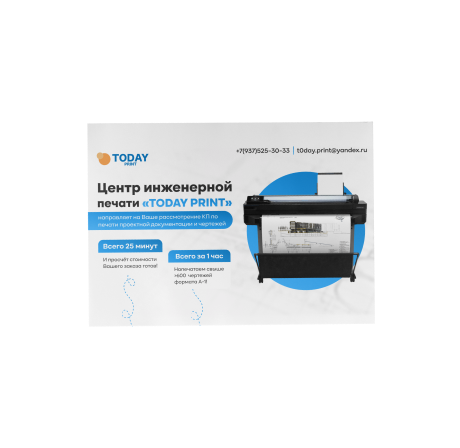 TODAY
PRINT
+7(937)525-30-33 | t0day.print@yandex.ru
Центр инженерной
печати «TODAY PRINT»
направляет на Ваше рассмотрение КП по
печати проектной документации и чертежей
Всего 25 минут
И просчёт стоимости
Вашего заказа готов!
Всего за 1 час
Напечатаем свыше
чертежей
формата А-1!